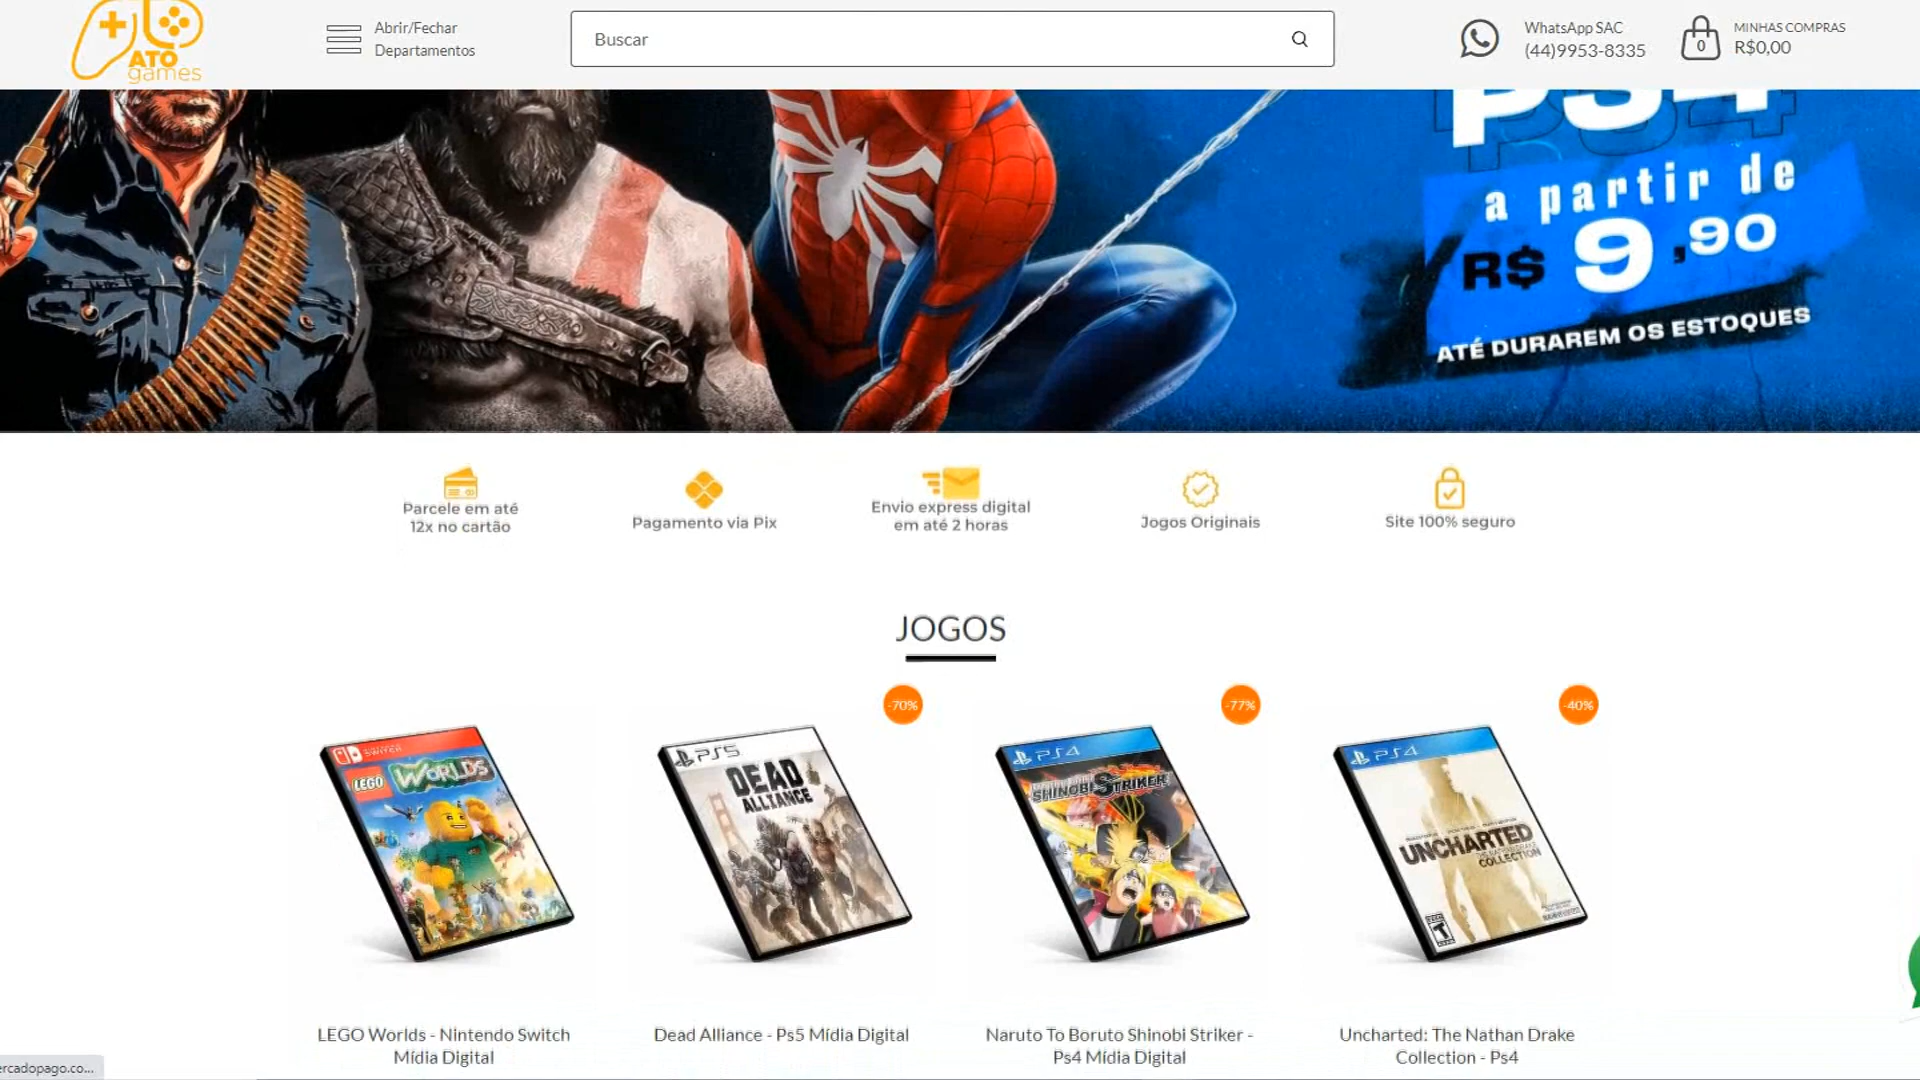 ATO
games
Abrir/Fechar
Departamentos
Buscar
WhatsApp SAC
(44)9953-8335
0
MINHAS COMPRAS
R$0,00
PS4
a partir de
R$ 9,90
ATÉ DURAREM OS ESTOQUES
Parcele em até
12x no cartão
Pagamento via Pix
Envio express digital
em até 2 horas
Jogos Originais
Site 100% seguro
JOGOS
-70%
-77%
-40%
SWITCH
LEGO WORLDS
PS5
DEAD
ALLIANCE
PS4
SHINOBI STRIKER
PS4
UNCHARTED
THE NATHAN DRAKE
COLLECTION
TEEN
T
LEGO Worlds - Nintendo Switch
Mídia Digital
Dead Alliance - Ps5 Mídia Digital
Naruto To Boruto Shinobi Striker -
Ps4 Mídia Digital
Uncharted: The Nathan Drake
Collection - Ps4
ercadopago.co...